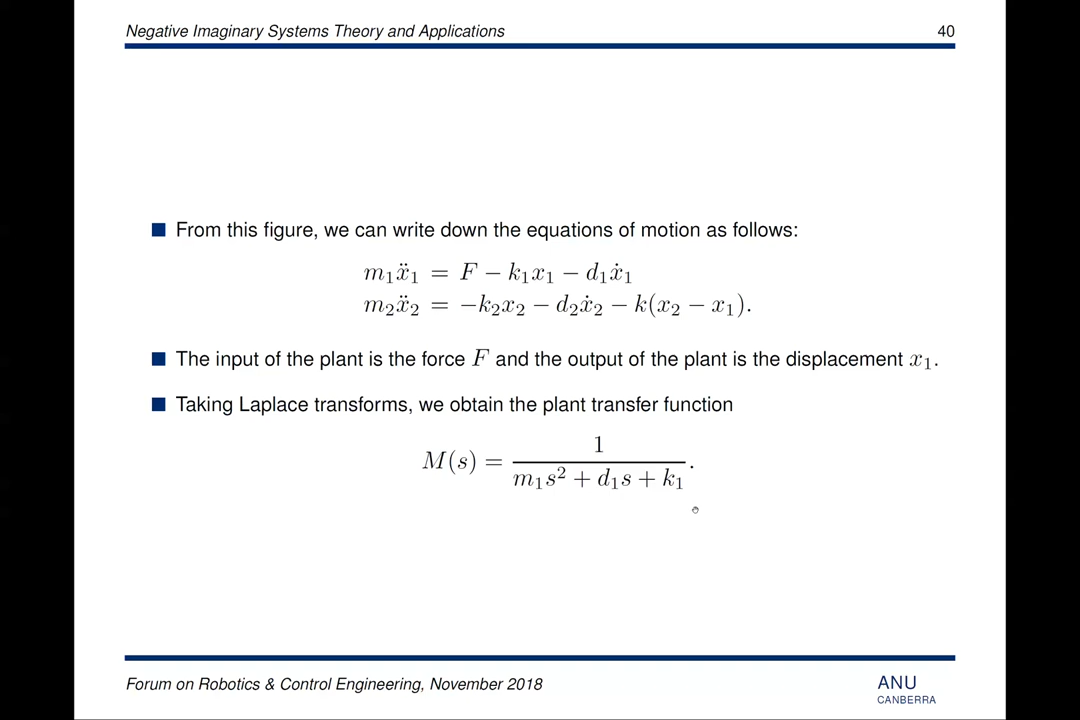 Negative Imaginary Systems Theory and Applications 40
From this figure, we can write down the equations of motion as follows:
m₁ẍ₁ = F − k₁x₁ − d₁ẋ₁
m₂ẍ₂ = −k₂x₂ − d₂ẋ₂ − k(x₂ − x₁).
The input of the plant is the force F and the output of the plant is the displacement x₁.
Taking Laplace transforms, we obtain the plant transfer function
M(s) = 1 / (m₁s² + d₁s + k₁).
Forum on Robotics & Control Engineering, November 2018 ANU
CANBERRA